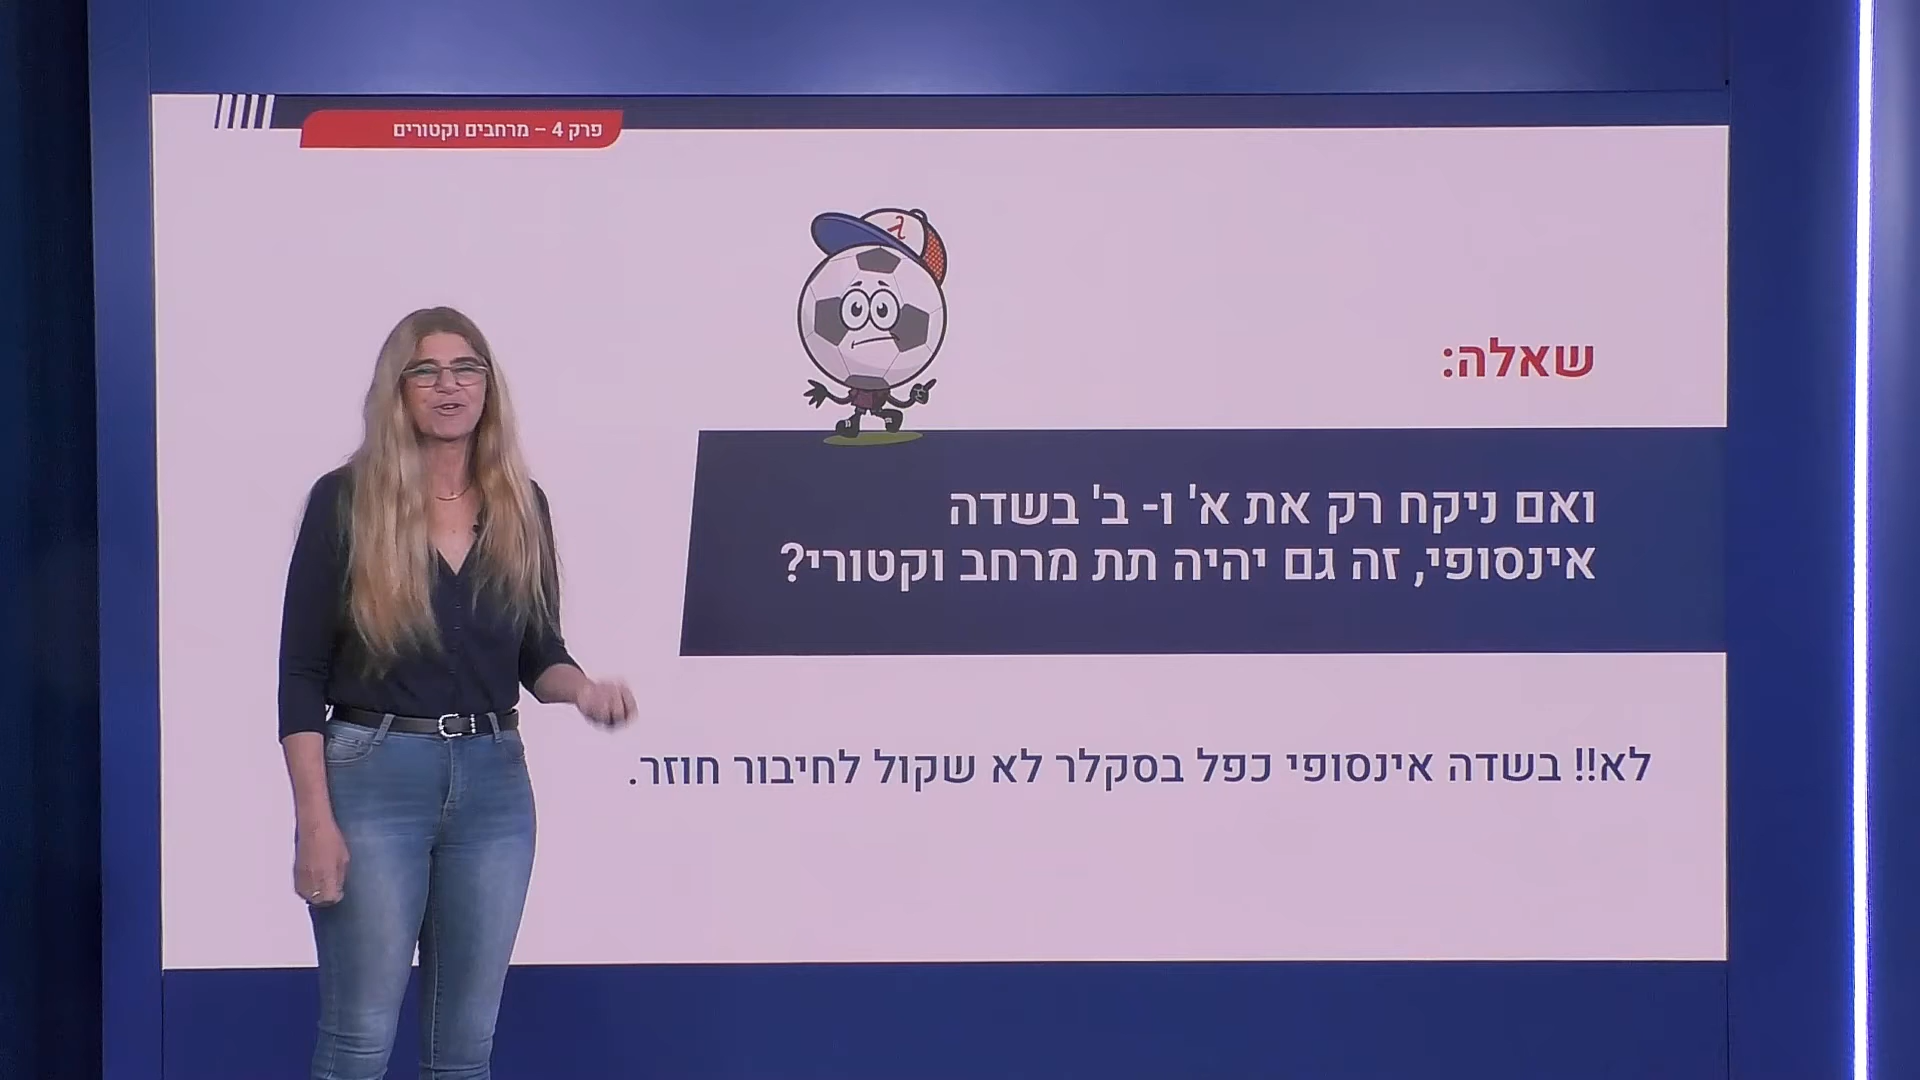 פרק 4 – מרחבים וקטורים
λ
שאלה:
ואם ניקח רק את א' ו- ב' בשדה
אינסופי, זה גם יהיה תת מרחב וקטורי?
לא!! בשדה אינסופי כפל בסקלר לא שקול לחיבור חוזר.